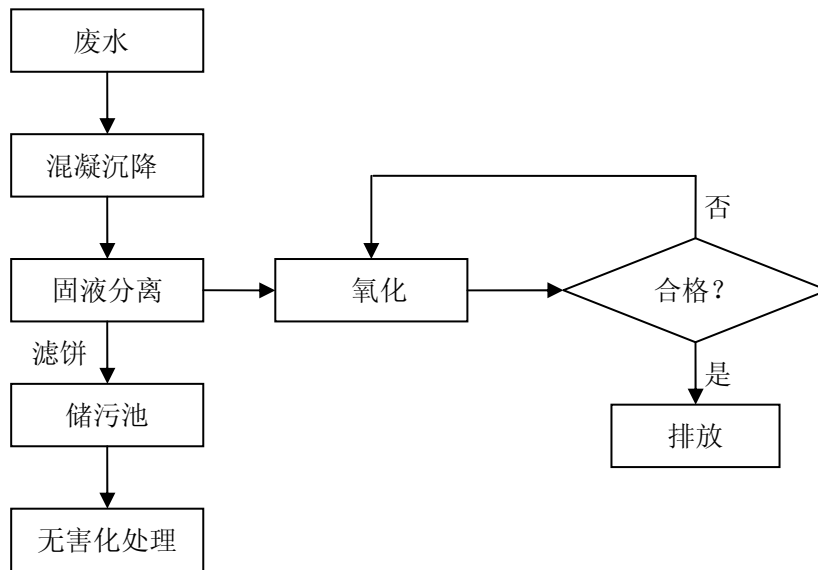 废水
混凝沉降
否
固液分离
氧化
合格？
滤饼
是
储污池
排放
无害化处理